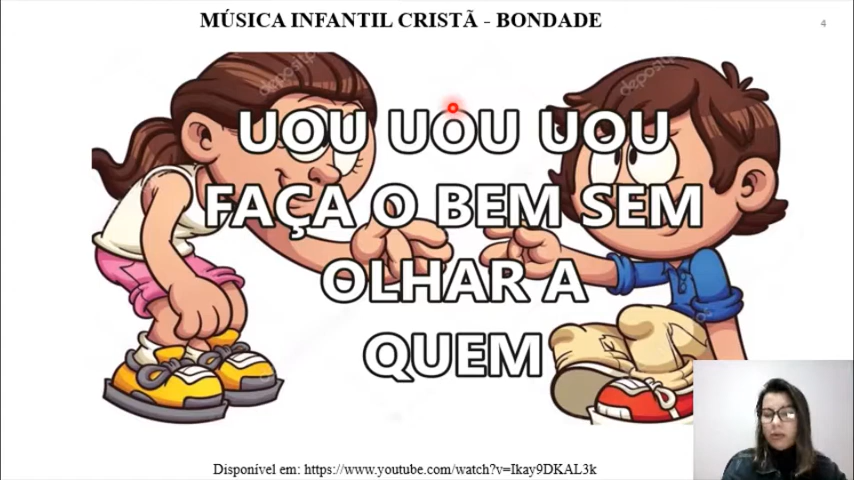 MÚSICA INFANTIL CRISTÃ - BONDADE
4
UOU UOU UOU
FAÇA O BEM SEM
OLHAR A
QUEM
Disponível em: https://www.youtube.com/watch?v=Ikay9DKAL3k